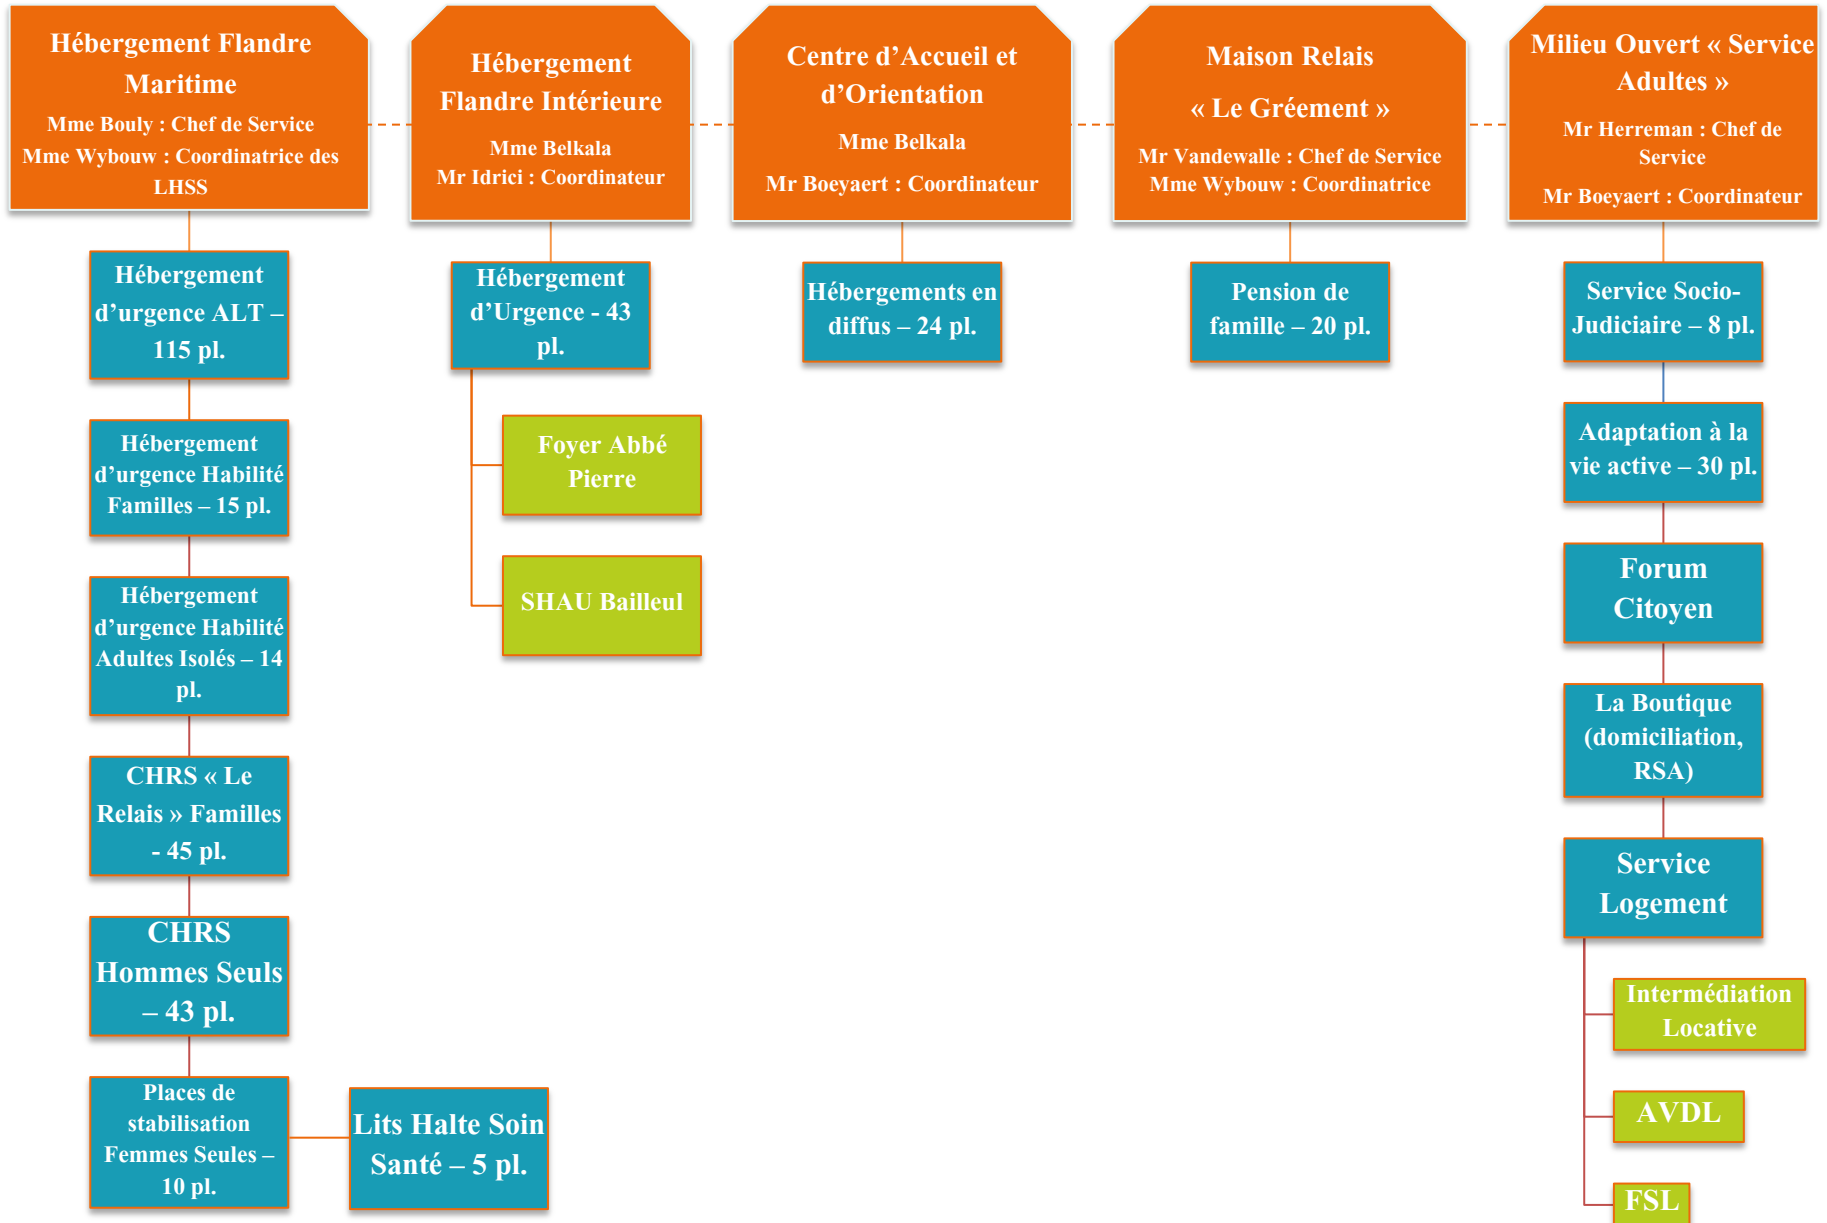 Hébergement Flandre
Maritime
Mme Bouly : Chef de Service
Mme Wybouw : Coordinatrice des
LHSS
Hébergement
d’urgence ALT –
115 pl.
Hébergement
d’urgence Habilité
Familles – 15 pl.
Hébergement
d’urgence Habilité
Adultes Isolés – 14
pl.
CHRS « Le
Relais » Familles
- 45 pl.
CHRS
Hommes Seuls
– 43 pl.
Places de
stabilisation
Femmes Seules –
10 pl.
Lits Halte Soin
Santé – 5 pl.
Hébergement
Flandre Intérieure
Mme Belkala
Mr Idrici : Coordinateur
Hébergement
d’Urgence - 43
pl.
Foyer Abbé
Pierre
SHAU Bailleul
Centre d’Accueil et
d’Orientation
Mme Belkala
Mr Boeyaert : Coordinateur
Hébergements en
diffus – 24 pl.
Maison Relais
« Le Gréement »
Mr Vandewalle : Chef de Service
Mme Wybouw : Coordinatrice
Pension de
famille – 20 pl.
Milieu Ouvert « Service
Adultes »
Mr Herreman : Chef de
Service
Mr Boeyaert : Coordinateur
Service Socio-
Judiciaire – 8 pl.
Adaptation à la
vie active – 30 pl.
Forum
Citoyen
La Boutique
(domiciliation,
RSA)
Service
Logement
Intermédiation
Locative
AVDL
FSL